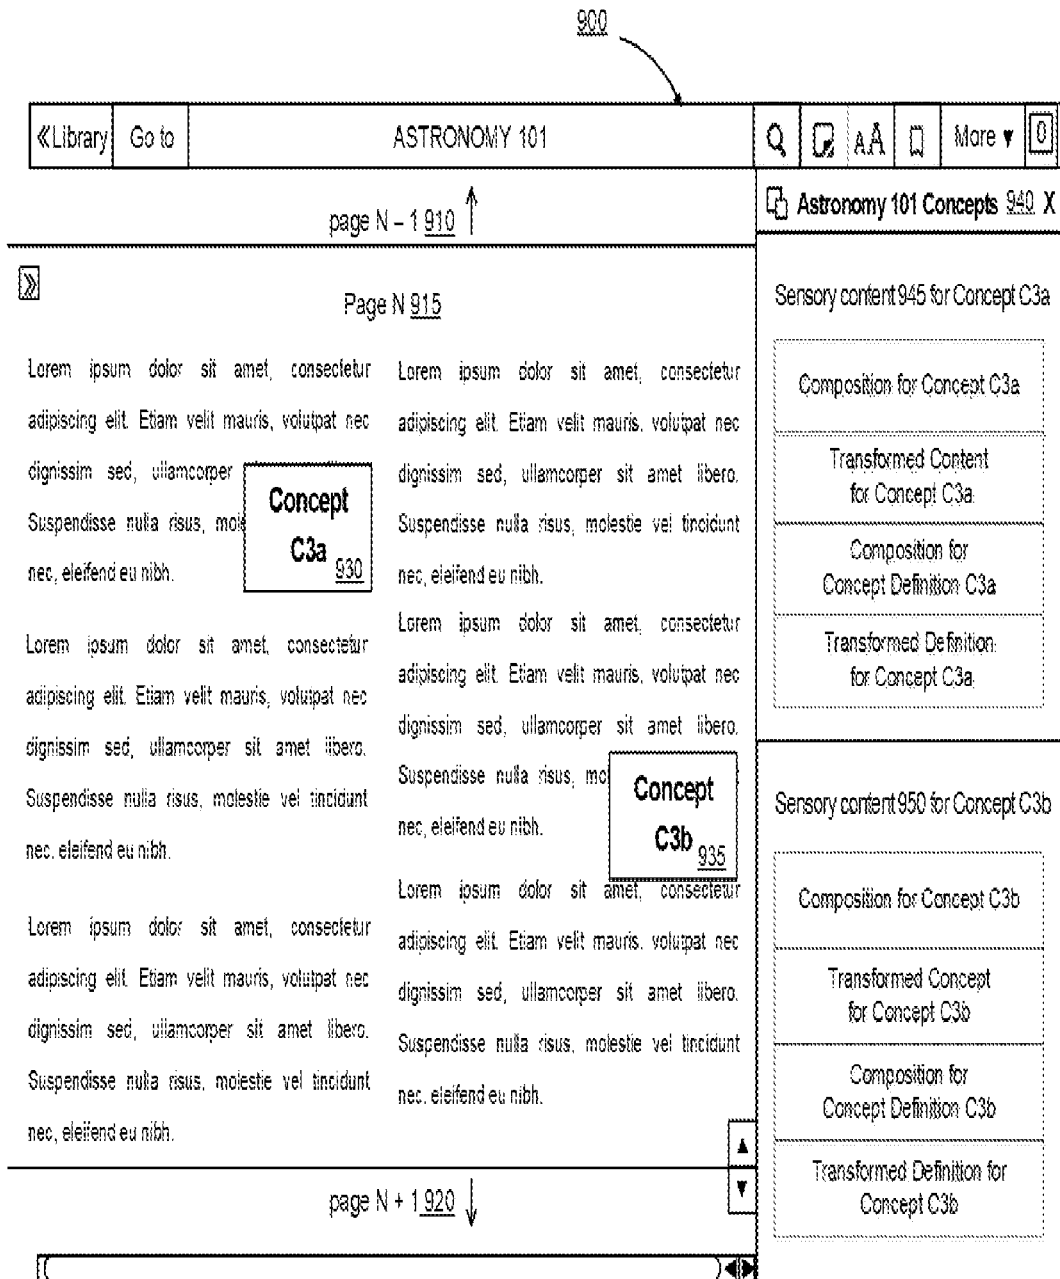 900
«Library Go to ASTRONOMY 101 AA More ▼ 0
page N – 1 910
Astronomy 101 Concepts 940 X
Page N 915
Lorem ipsum dolor sit amet, consectetur
adipiscing elit. Etiam velit mauris, volutpat nec
dignissim sed, ullamcorper
Suspendisse nulla risus, mole
nec, eleifend eu nibh.
Concept
C3a
930
Lorem ipsum dolor sit amet, consectetur
adipiscing elit. Etiam velit mauris, volutpat nec
dignissim sed, ullamcorper sit amet libero.
Suspendisse nulla risus, molestie vel tincidunt
nec, eleifend eu nibh.
Lorem ipsum dolor sit amet, consectetur
adipiscing elit. Etiam velit mauris, volutpat nec
dignissim sed, ullamcorper sit amet libero.
Suspendisse nulla risus, molestie vel tincidunt
nec, eleifend eu nibh.
Lorem ipsum dolor sit amet, consectetur
adipiscing elit. Etiam velit mauris, volutpat nec
dignissim sed, ullamcorper sit amet libero.
Suspendisse nulla risus, molestie vel tincidunt
nec, eleifend eu nibh.
Lorem ipsum dolor sit amet, consectetur
adipiscing elit. Etiam velit mauris, volutpat nec
dignissim sed, ullamcorper sit amet libero.
Suspendisse nulla risus, mo
nec, eleifend eu nibh.
Concept
C3b
935
Lorem ipsum dolor sit amet, consectetur
adipiscing elit. Etiam velit mauris, volutpat nec
dignissim sed, ullamcorper sit amet libero.
Suspendisse nulla risus, molestie vel tincidunt
nec, eleifend eu nibh.
page N + 1 920
Sensory content 945 for Concept C3a
Composition for Concept C3a
Transformed Content
for Concept C3a
Composition for
Concept Definition C3a
Transformed Definition
for Concept C3a
Sensory content 950 for Concept C3b
Composition for Concept C3b
Transformed Concept
for Concept C3b
Composition for
Concept Definition C3b
Transformed Definition for
Concept C3b